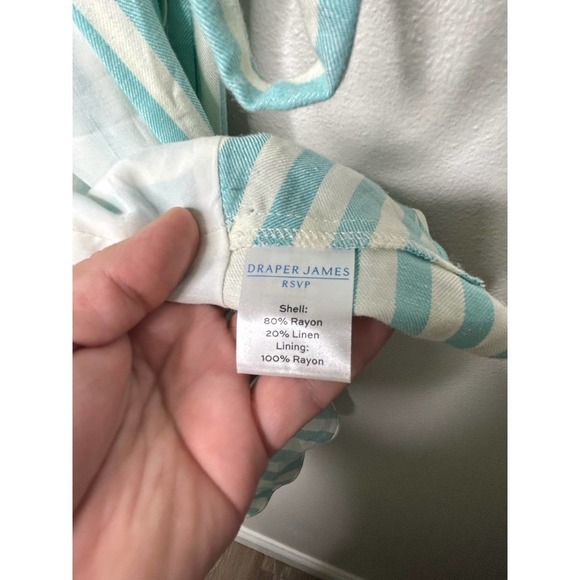 DRAPER JAMES
RSVP
Shell:
80% Rayon
20% Linen
Lining:
100% Rayon